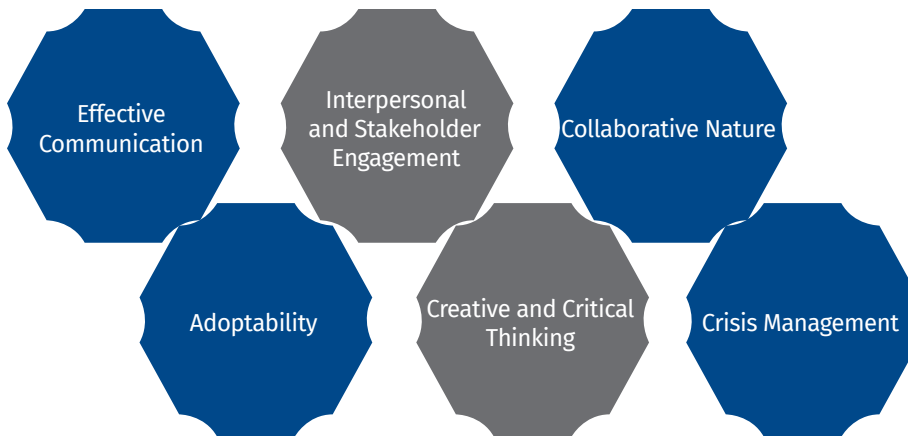 Effective
Communication
Interpersonal
and Stakeholder
Engagement
Collaborative Nature
Adoptability
Creative and Critical
Thinking
Crisis Management